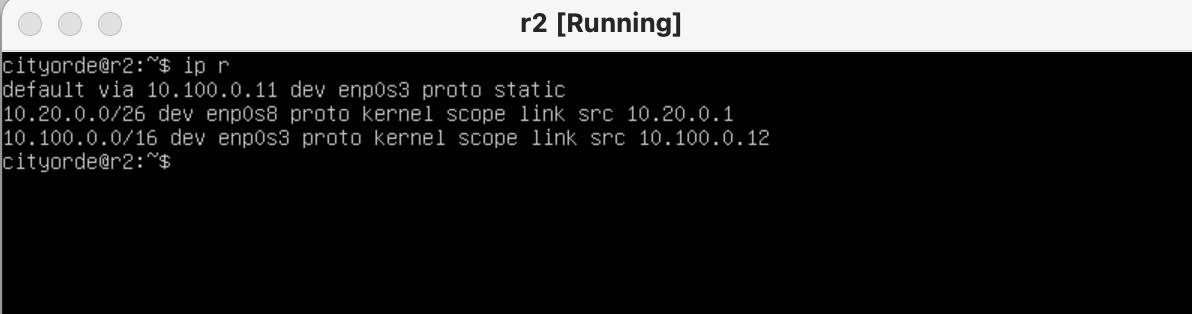 r2 [Running]
cityorde@r2:~$ ip r
default via 10.100.0.11 dev enp0s3 proto static
10.20.0.0/26 dev enp0s8 proto kernel scope link src 10.20.0.1
10.100.0.0/16 dev enp0s3 proto kernel scope link src 10.100.0.12
cityorde@r2:~$